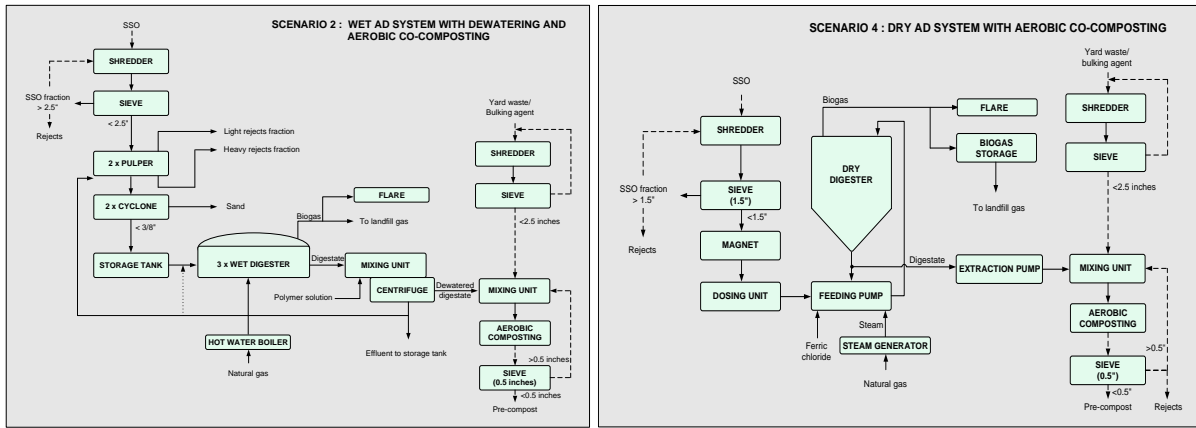 SCENARIO 2 : WET AD SYSTEM WITH DEWATERING AND
AEROBIC CO-COMPOSTING
SSO
SHREDDER
SSO fraction
> 2.5"
SIEVE
Rejects
< 2.5"
Light rejects fraction
2 x PULPER
Heavy rejects fraction
2 x CYCLONE
Sand
< 3/8"
STORAGE TANK
3 x WET DIGESTER
Biogas
FLARE
To landfill gas
Digestate
MIXING UNIT
Polymer solution
CENTRIFUGE
Dewatered
digestate
HOT WATER BOILER
Natural gas
Effluent to storage tank
Yard waste/
Bulking agent
SHREDDER
SIEVE
<2.5 inches
MIXING UNIT
AEROBIC
COMPOSTING
>0.5 inches
SIEVE
(0.5 inches)
<0.5 inches
Pre-compost
SCENARIO 4 : DRY AD SYSTEM WITH AEROBIC CO-COMPOSTING
SSO
SHREDDER
SSO fraction
> 1.5"
SIEVE
(1.5")
Rejects
<1.5"
MAGNET
DOSING UNIT
Biogas
FLARE
BIOGAS
STORAGE
To landfill gas
DRY
DIGESTER
Digestate
EXTRACTION PUMP
FEEDING PUMP
Steam
Ferric
chloride
STEAM GENERATOR
Natural gas
Yard waste/
bulking agent
SHREDDER
SIEVE
<2.5 inches
MIXING UNIT
AEROBIC
COMPOSTING
>0.5"
SIEVE
(0.5")
<0.5"
Pre-compost
Rejects